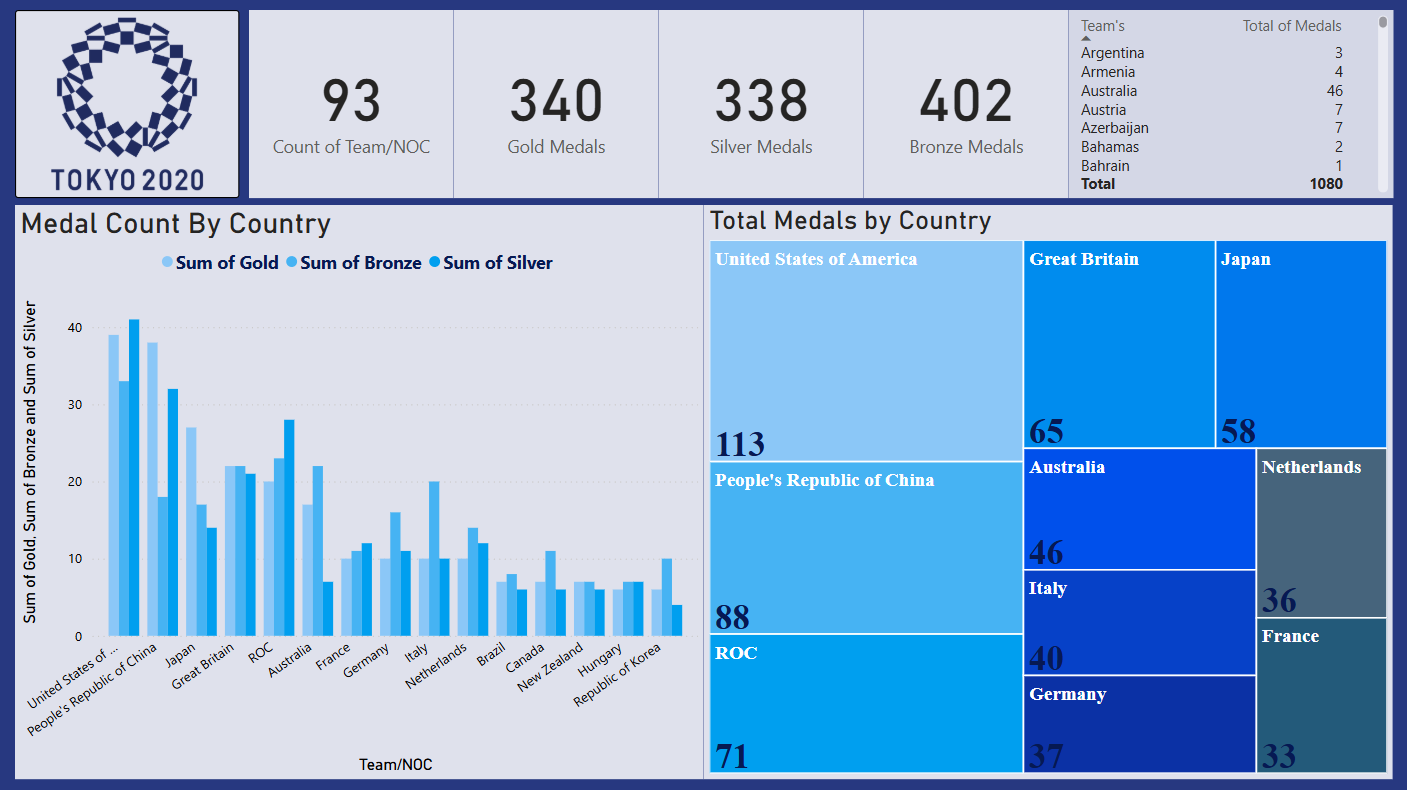 TOKYO 2020
93
Count of Team/NOC
340
Gold Medals
338
Silver Medals
402
Bronze Medals
Team's Total of Medals
Argentina 3
Armenia 4
Australia 46
Austria 7
Azerbaijan 7
Bahamas 2
Bahrain 1
Total 1080
Medal Count By Country
Sum of Gold Sum of Bronze Sum of Silver
Sum of Gold, Sum of Bronze and Sum of Silver
40
30
20
10
0
United States of ...
People's Republic of China
Japan
Great Britain
ROC
Australia
France
Germany
Italy
Netherlands
Brazil
Canada
New Zealand
Hungary
Republic of Korea
Team/NOC
Total Medals by Country
United States of America
113
People's Republic of China
88
ROC
71
Great Britain
65
Japan
58
Australia
46
Italy
40
Germany
37
Netherlands
36
France
33